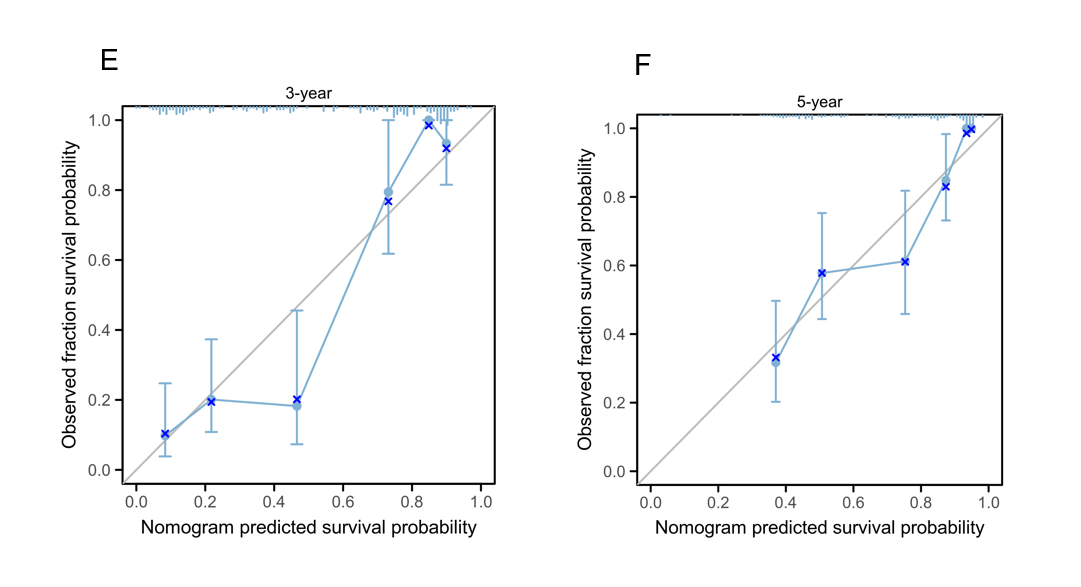 E
3-year
Observed fraction survival probability
1.0
0.8
0.6
0.4
0.2
0.0
0.0 0.2 0.4 0.6 0.8 1.0
Nomogram predicted survival probability
F
5-year
Observed fraction survival probability
1.0
0.8
0.6
0.4
0.2
0.0
0.0 0.2 0.4 0.6 0.8 1.0
Nomogram predicted survival probability